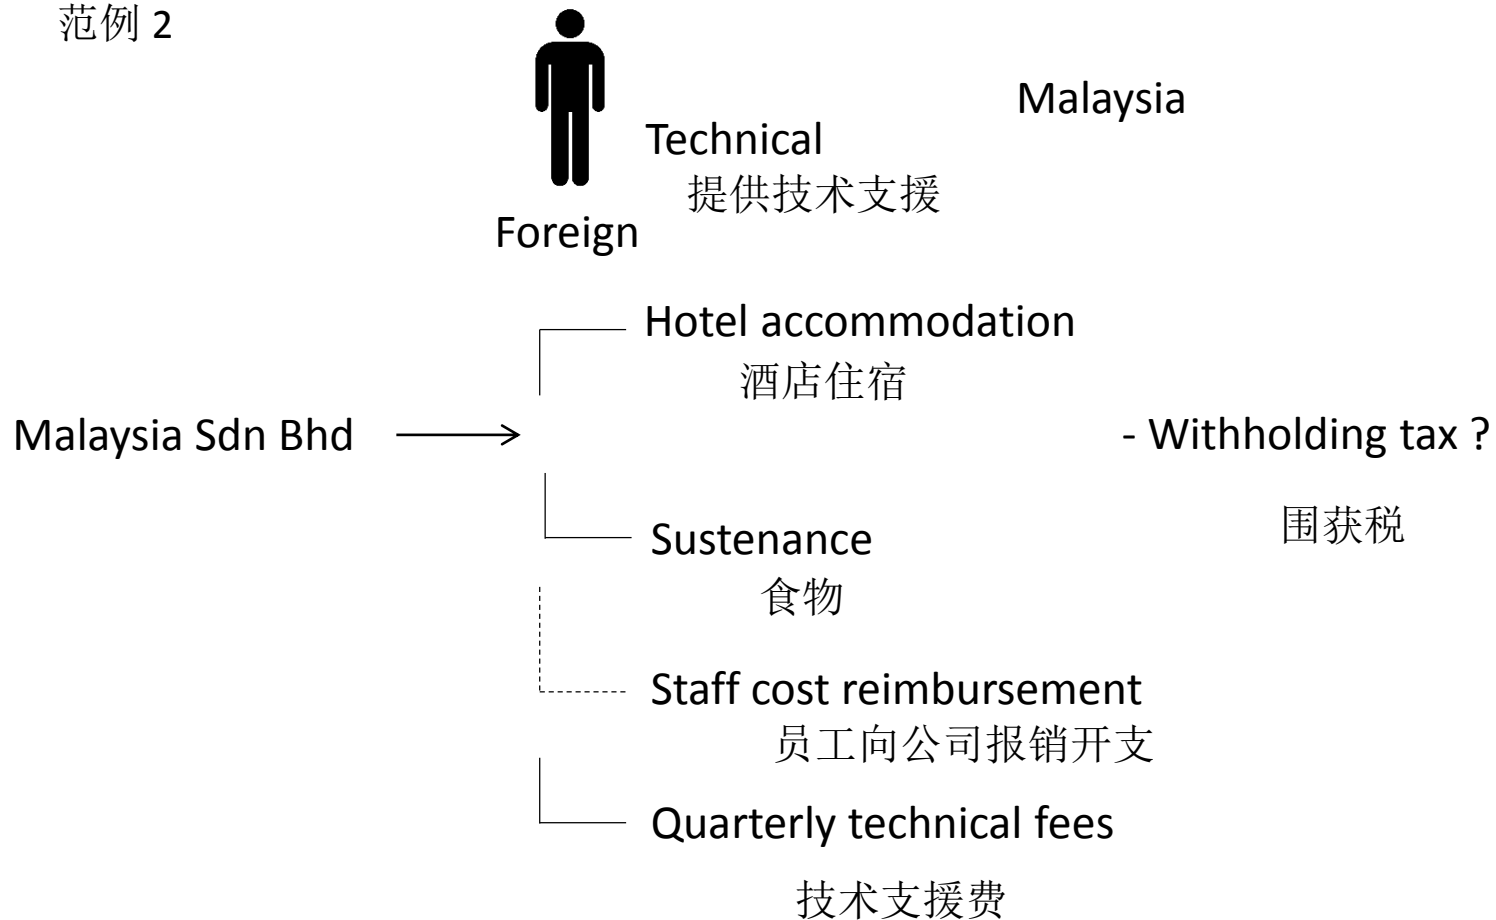 范例 2
Malaysia
Technical
提供技术支援
Foreign
Hotel accommodation
酒店住宿
Malaysia Sdn Bhd
- Withholding tax ?
围获税
Sustenance
食物
Staff cost reimbursement
员工向公司报销开支
Quarterly technical fees
技术支援费